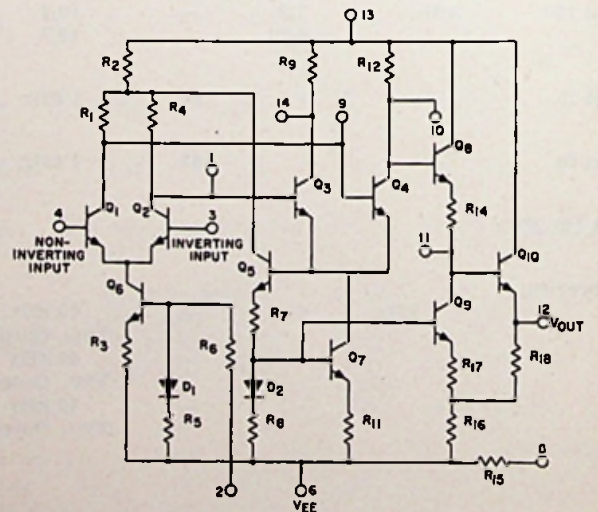 13
R2
R9
R12
R1
R4
14
9
10
Q8
1
Q3
Q4
R14
4
Q1
Q2
3
NON-
INVERTING
INPUT
INVERTING
INPUT
11
Q10
Q5
Q6
Q9
12
VOUT
R3
R6
R7
Q7
R17
R18
D1
D2
R5
R8
R11
R16
R15
8
2
6
VEE